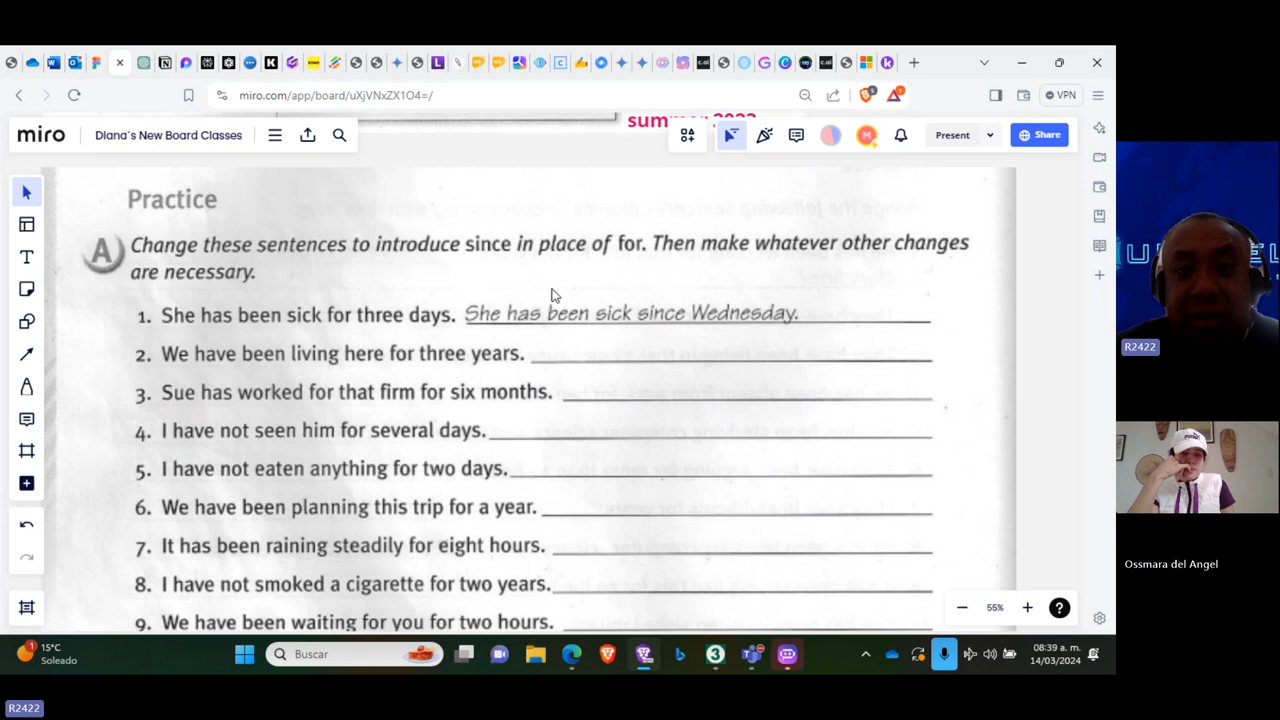 miro.com/app/board/uXjVNxZX1O4=/
VPN
summer 2023
miro
DIana's New Board Classes
Present
Share
Practice
A Change these sentences to introduce since in place of for. Then make whatever other changes
are necessary.
1. She has been sick for three days. She has been sick since Wednesday.
2. We have been living here for three years.
3. Sue has worked for that firm for six months.
4. I have not seen him for several days.
5. I have not eaten anything for two days.
6. We have been planning this trip for a year.
7. It has been raining steadily for eight hours.
8. I have not smoked a cigarette for two years.
9. We have been waiting for you for two hours.
55%
R2422
Ossmara del Angel
15°C
Soleado
Buscar
08:39 a. m.
14/03/2024
R2422